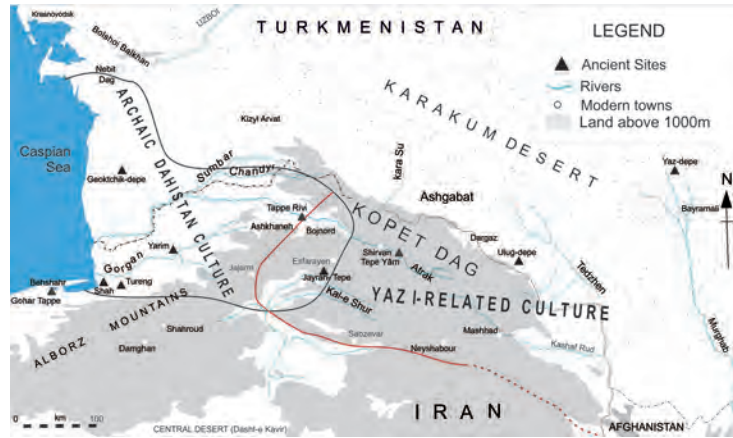 Krasnovodsk
Bolshoj Balkhan
UZBOI
TURKMENISTAN
LEGEND
Ancient Sites
Rivers
Modern towns
Land above 1000m
Nebit
Dag
ARCHAIC DAHISTAN CULTURE
Kizyl Arvat
KARAKUM DESERT
Caspian
Sea
Geoktchik-depe
Sumbar
Chandyr
Kara Su
Ashgabat
Yaz-depe
Bayramali
N
Tappe Rivi
Ashkhaneh
Bojnord
KOPET DAG
Dargaz
Ulug-depe
Tedzhen
Murghab
Gorgan
Yarim
Jajarm
Esfarayen
Jayran Tepe
Shirvan
Tepe Yām
Atrak
Behshahr
Gohar Tappe
Shah
Tureng
Kal-e Shur
YAZ I-RELATED CULTURE
ALBORZ MOUNTAINS
Shahroud
Damghan
Sabzevar
Neyshabour
Mashhad
Kashaf Rud
0 km 100
CENTRAL DESERT (Dasht-e Kavir)
IRAN
AFGHANISTAN